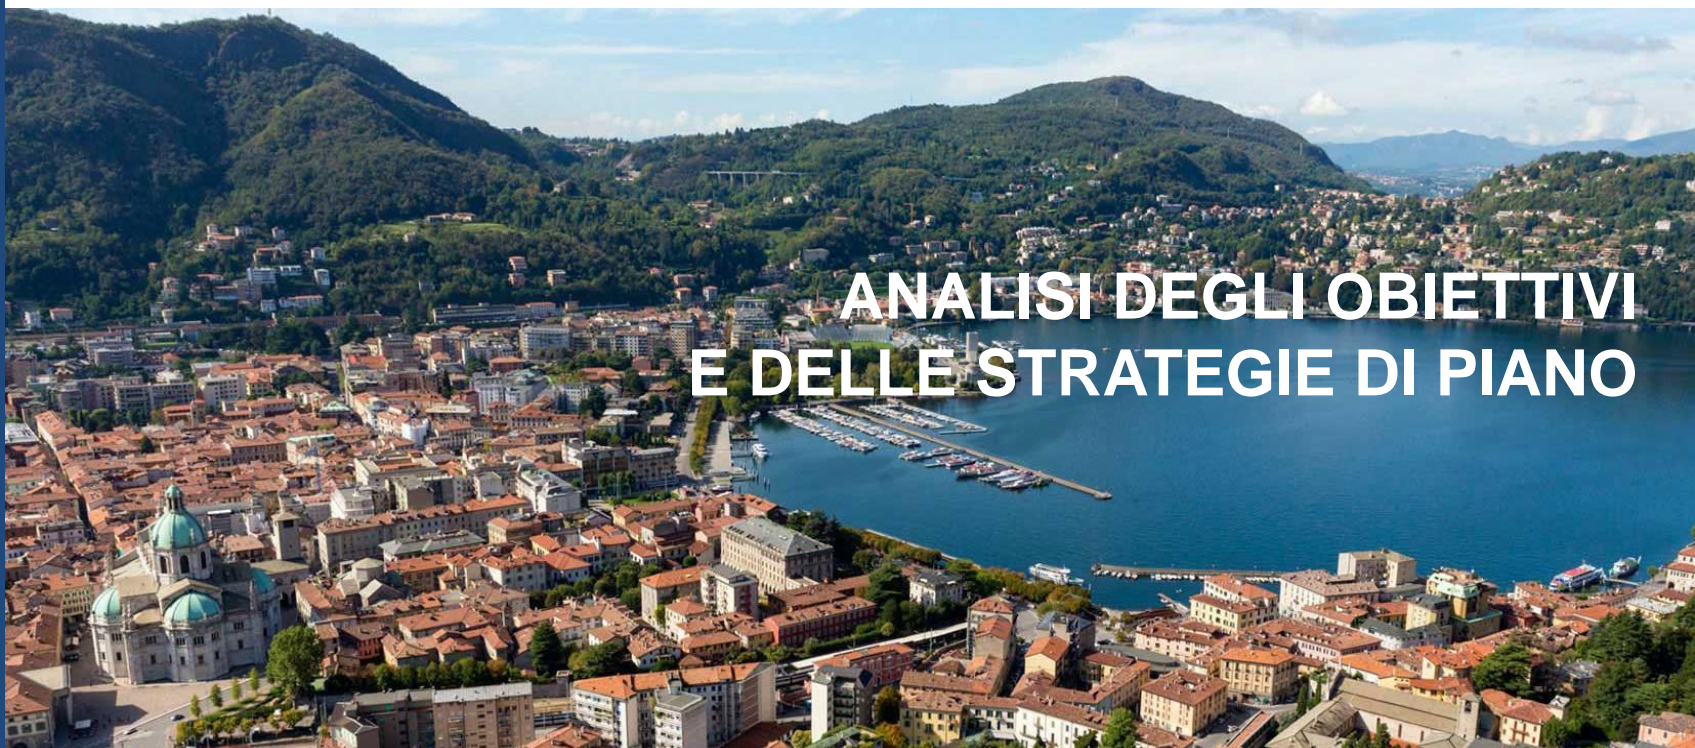 ANALISI DEGLI OBIETTIVI
E DELLE STRATEGIE DI PIANO